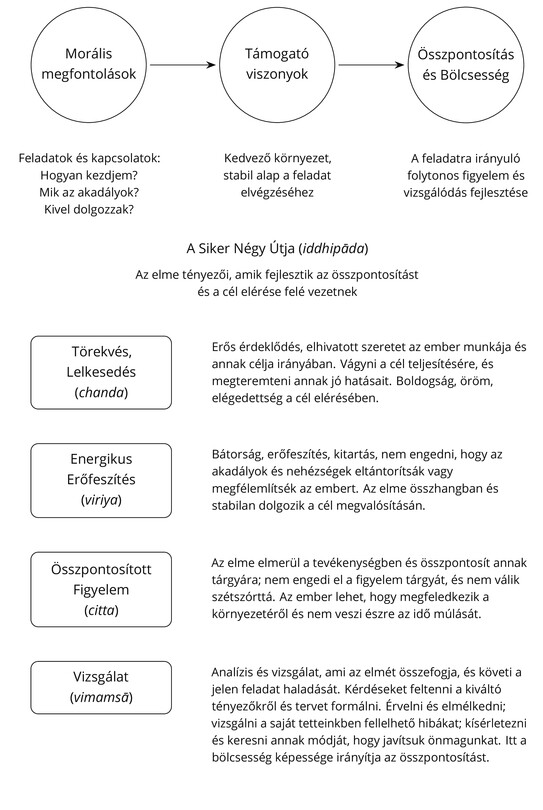 Morális
megfontolások
Támogató
viszonyok
Összpontosítás
és Bölcsesség
Feladatok és kapcsolatok:
Hogyan kezdjem?
Mik az akadályok?
Kivel dolgozzak?
Kedvező környezet,
stabil alap a feladat
elvégzéséhez
A feladatra irányuló
folytonos figyelem és
vizsgálódás fejlesztése
A Siker Négy Útja (iddhipāda)
Az elme tényezői, amik fejlesztik az összpontosítást
és a cél elérése felé vezetnek
Törekvés,
Lelkesedés
(chanda)
Erős érdeklődés, elhivatott szeretet az ember munkája és
annak célja irányában. Vágyni a cél teljesítésére, és
megteremteni annak jó hatásait. Boldogság, öröm,
elégedettség a cél elérésében.
Energikus
Erőfeszítés
(viriya)
Bátorság, erőfeszítés, kitartás, nem engedni, hogy az
akadályok és nehézségek eltántorítsák vagy
megfélemlítsék az embert. Az elme összhangban és
stabilan dolgozik a cél megvalósításán.
Összpontosított
Figyelem
(citta)
Az elme elmerül a tevékenységben és összpontosít annak
tárgyára; nem engedi el a figyelem tárgyát, és nem válik
szétszórttá. Az ember lehet, hogy megfeledkezik a
környezetéről és nem veszi észre az idő múlását.
Vizsgálat
(vimamsā)
Analízis és vizsgálat, ami az elmét összefogja, és követi a
jelen feladat haladását. Kérdéseket feltenni a kiváltó
tényezőkről és tervet formálni. Érvelni és elmélkedni;
vizsgálni a saját tetteinkben fellelhető hibákat; kísérletezni
és keresni annak módját, hogy javítsuk önmagunkat. Itt a
bölcsesség képessége irányítja az összpontosítást.